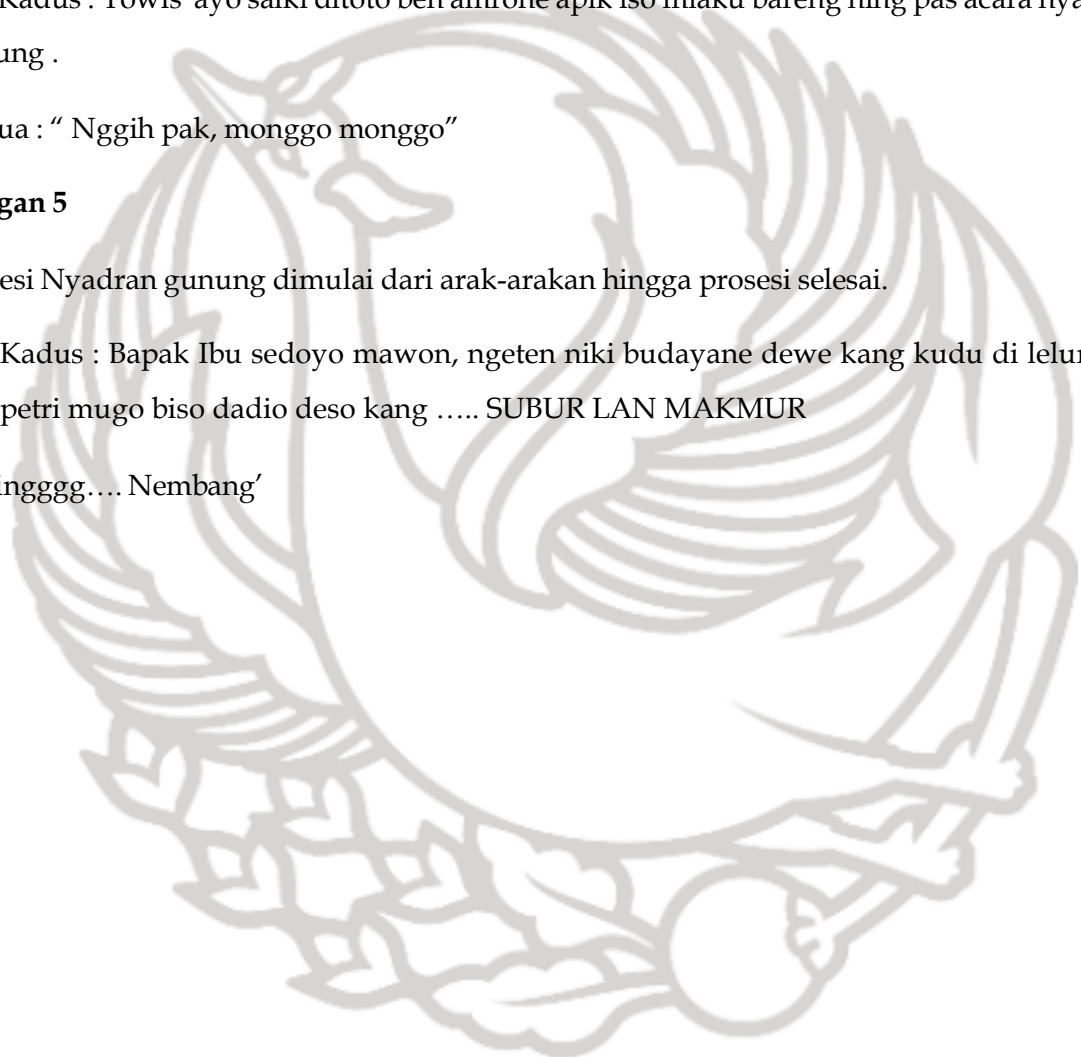 Kadus : Yowis ayo saiki ditoto ben ambone apik iso mlaku bareng ning pas acara nya
ung .
ua : “ Nggih pak, monggo monggo”
gan 5
esi Nyadran gunung dimulai dari arak-arakan hingga prosesi selesai.
Kadus : Bapak Ibu sedoyo mawon, ngeten niki budayane dewe kang kudu di lelur
petri mugo biso dadio deso kang ….. SUBUR LAN MAKMUR
ingggg…. Nembang’